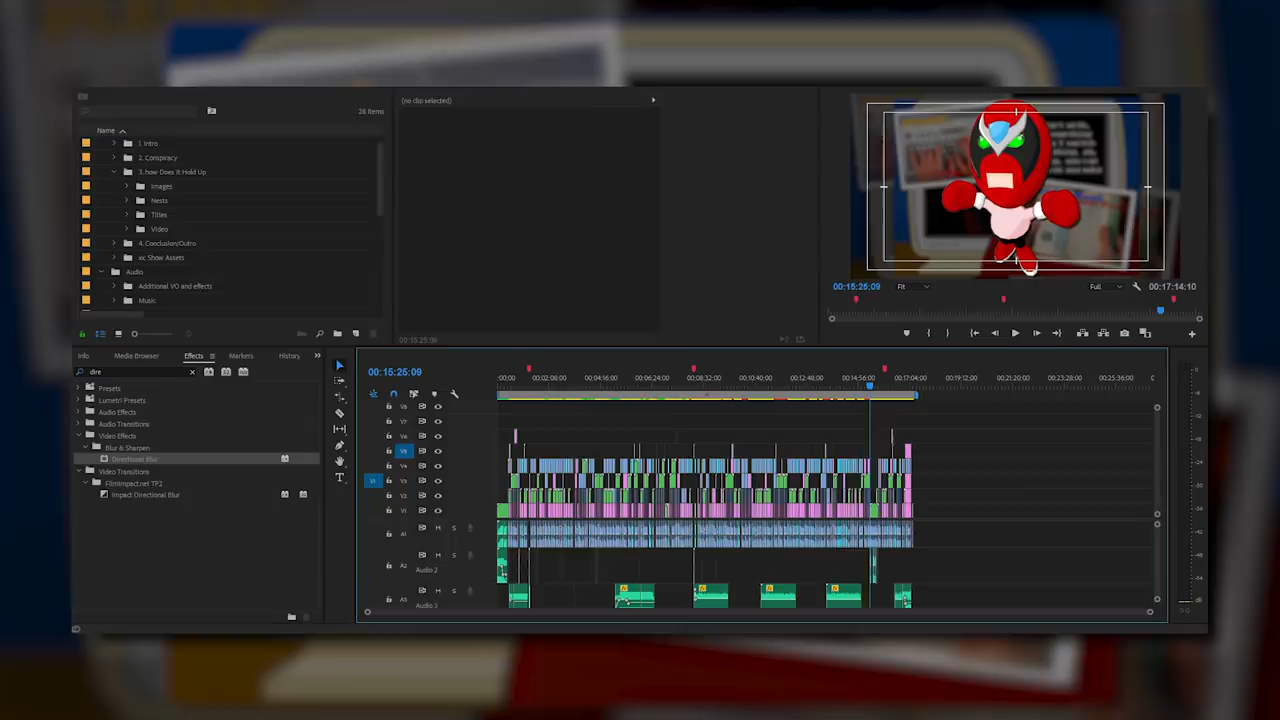 28 Items
(no clip selected)
Name
1. Intro
2. Conspiracy
3. how Does It Hold Up
Images
Nests
Titles
Video
4. Conclusion/Outro
xx: Show Assets
Audio
Additional VO and effects
Music
00:15:25:09
Fit
Full
00:17:14:10
00:15:25:09
Info
Media Browser
Effects
Markers
History
dire
Presets
Lumetri Presets
Audio Effects
Audio Transitions
Video Effects
Blur & Sharpen
Directional Blur
Video Transitions
FilmImpact.net TP2
Impact Directional Blur
00:15:25:09
:00:00
00:02:08:00
00:04:16:00
00:06:24:00
00:08:32:00
00:10:40:00
00:12:48:00
00:14:56:00
00:17:04:00
00:19:12:00
00:21:20:00
00:23:28:00
00:25:36:00
V4
V3
V2
V1
V1
A1
M S
A2
M S
Audio 2
A3
M S
Audio 3